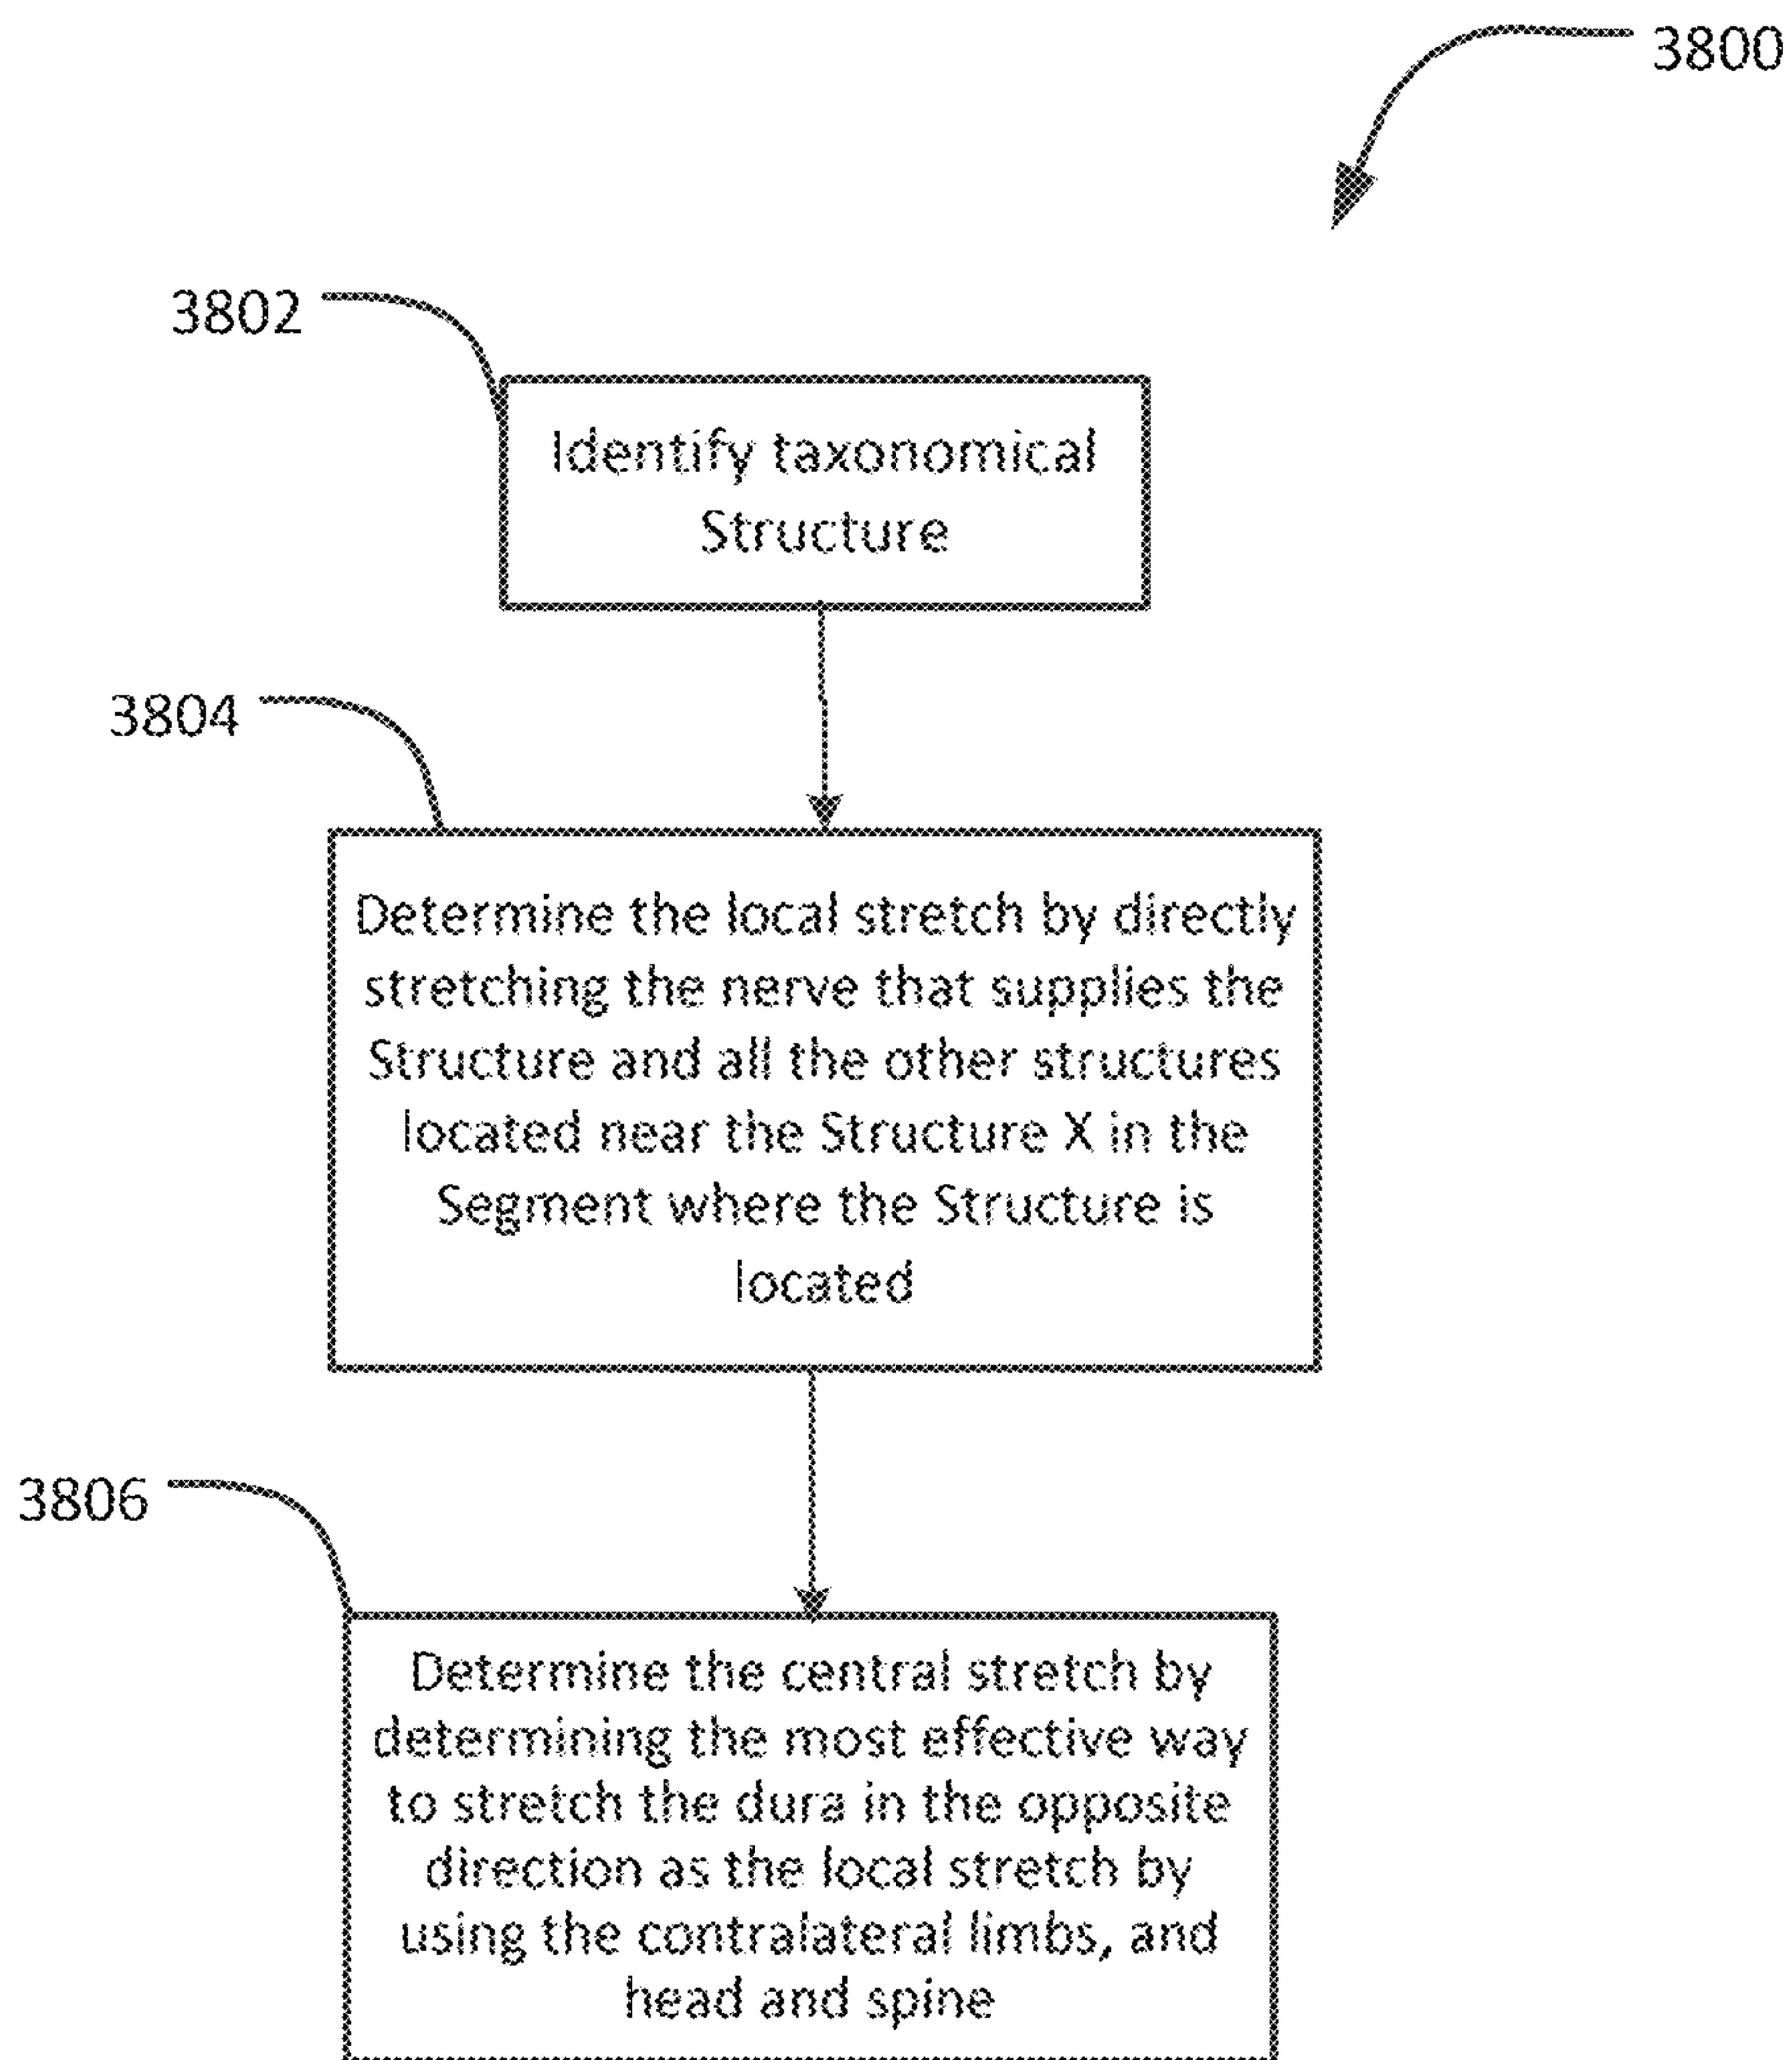 3800
3802
Identify taxonomical
Structure
3804
Determine the local stretch by directly
stretching the nerve that supplies the
Structure and all the other structures
located near the Structure X in the
Segment where the Structure is
located
3806
Determine the central stretch by
determining the most effective way
to stretch the dura in the opposite
direction as the local stretch by
using the contralateral limbs, and
head and spine